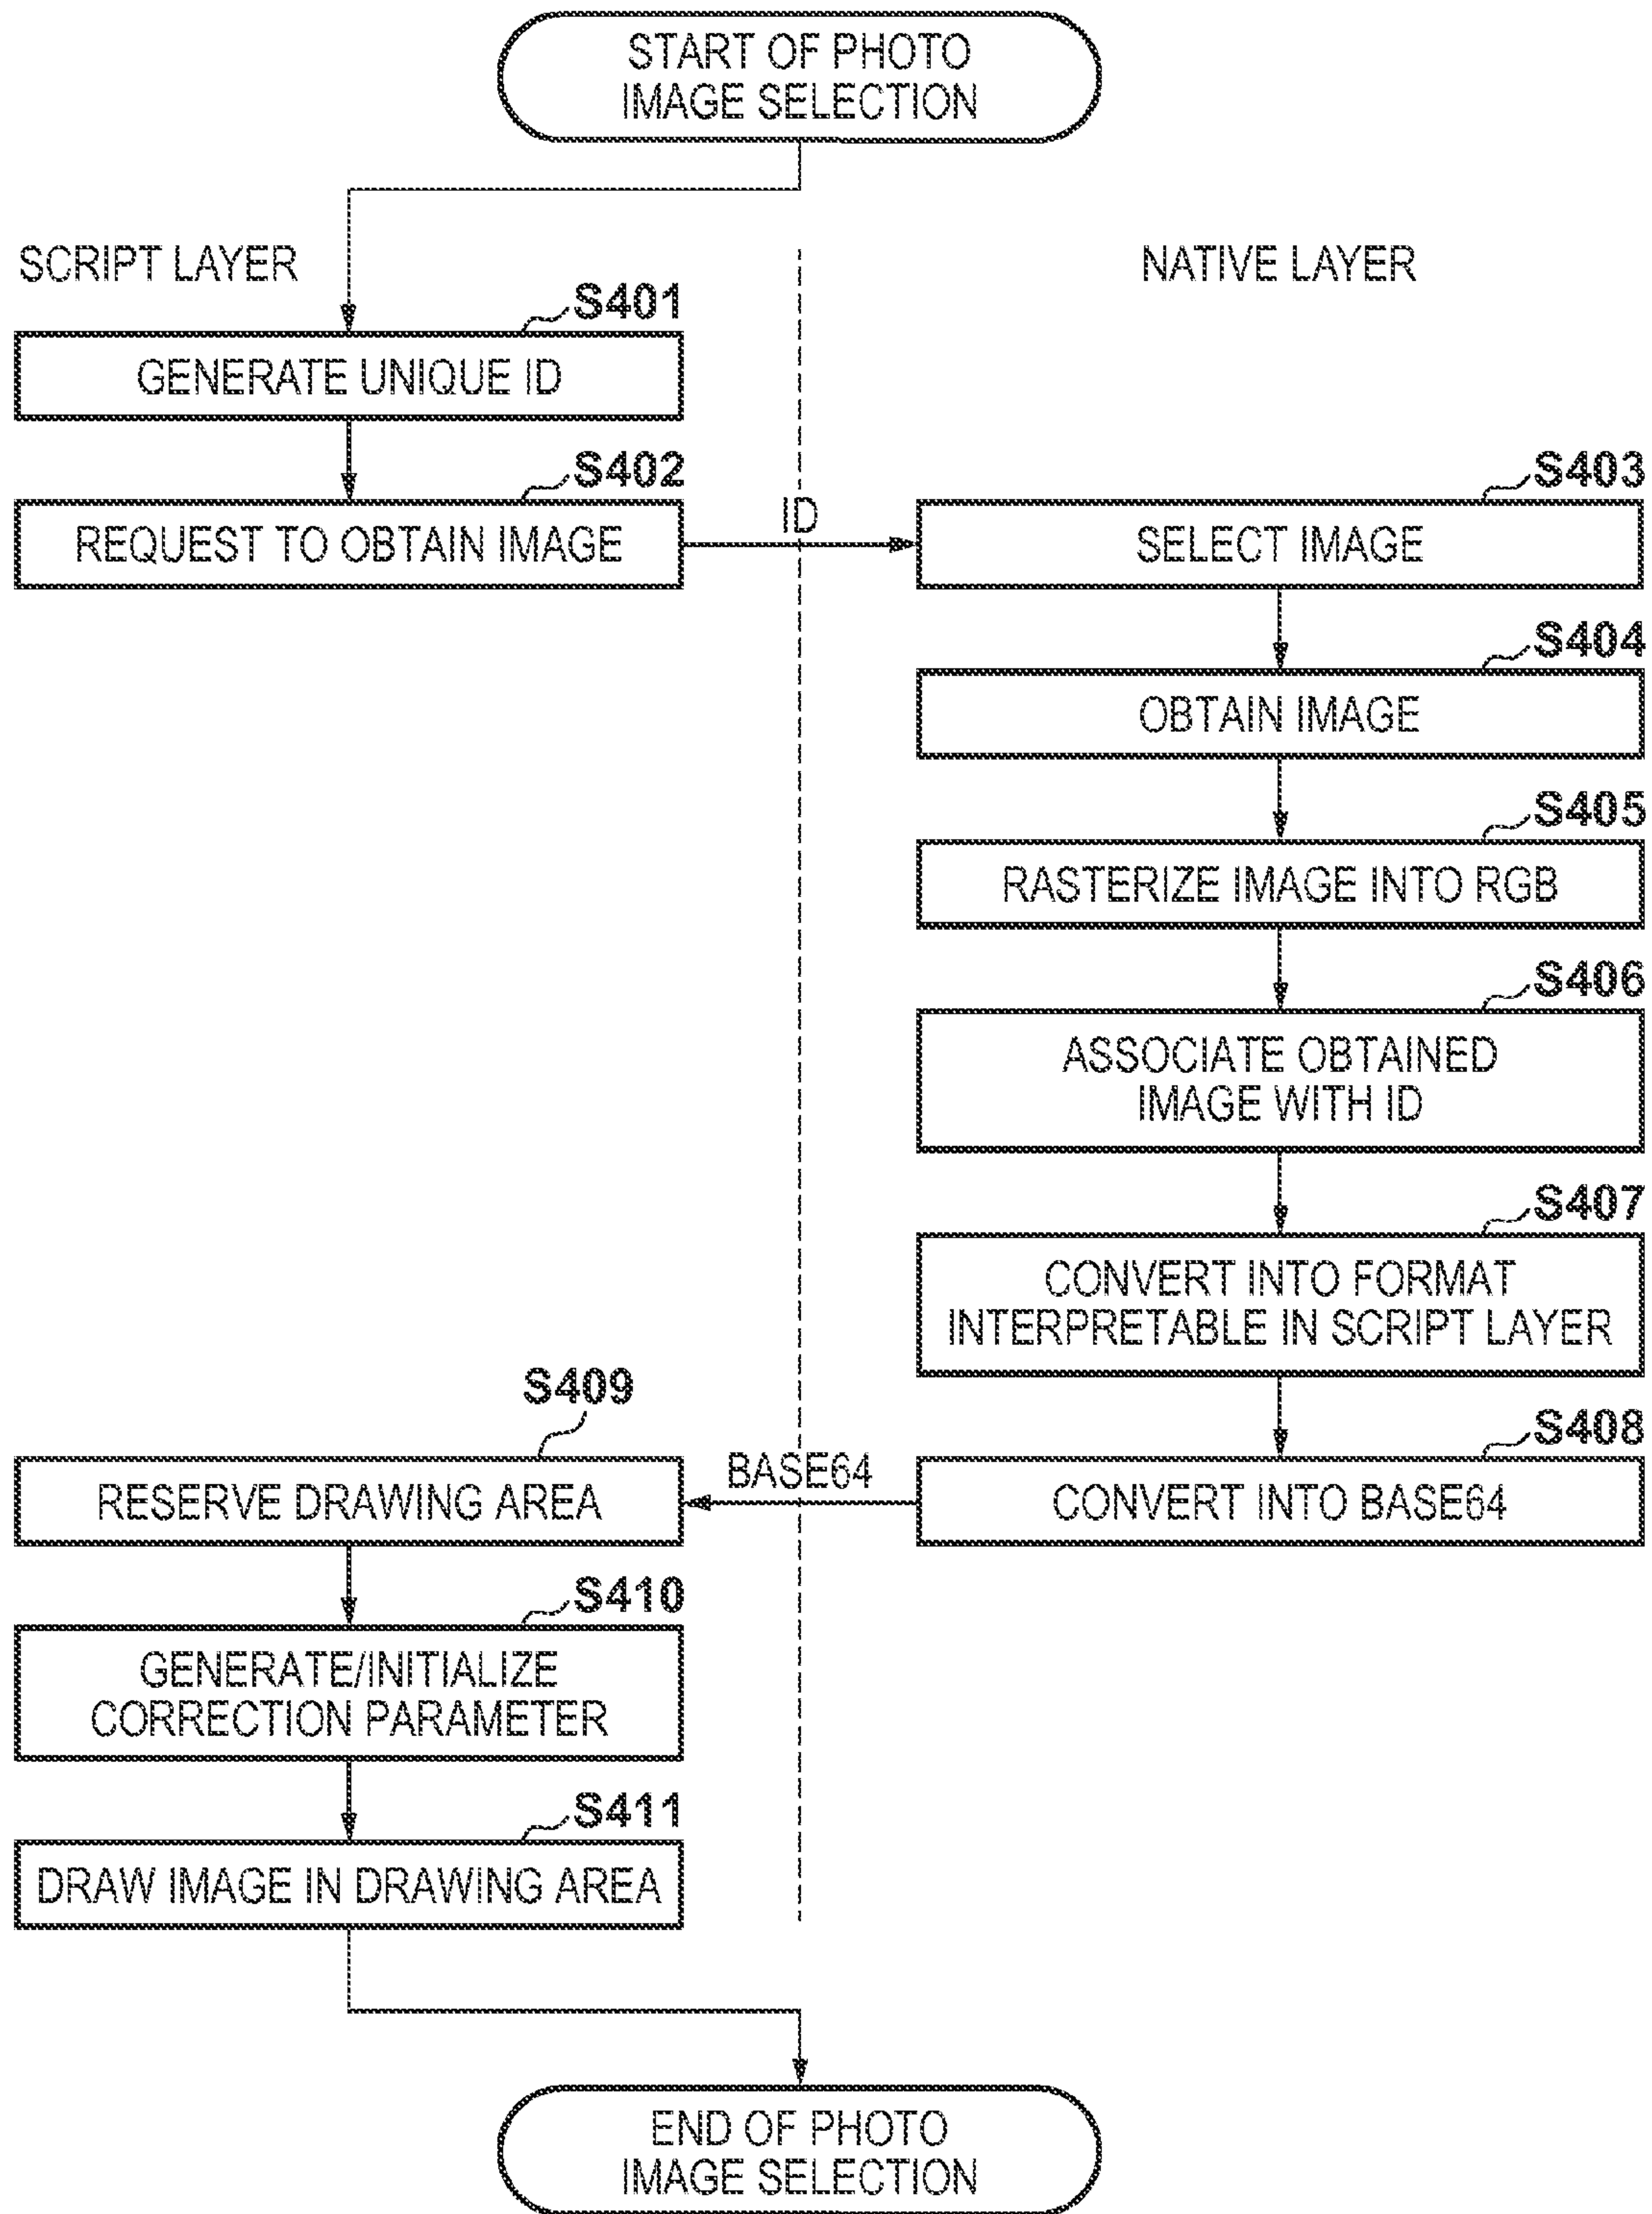 START OF PHOTO
IMAGE SELECTION
SCRIPT LAYER
NATIVE LAYER
S401
GENERATE UNIQUE ID
S402
REQUEST TO OBTAIN IMAGE
ID
S403
SELECT IMAGE
S404
OBTAIN IMAGE
S405
RASTERIZE IMAGE INTO RGB
S406
ASSOCIATE OBTAINED
IMAGE WITH ID
S407
CONVERT INTO FORMAT
INTERPRETABLE IN SCRIPT LAYER
S408
CONVERT INTO BASE64
BASE64
S409
RESERVE DRAWING AREA
S410
GENERATE/INITIALIZE
CORRECTION PARAMETER
S411
DRAW IMAGE IN DRAWING AREA
END OF PHOTO
IMAGE SELECTION